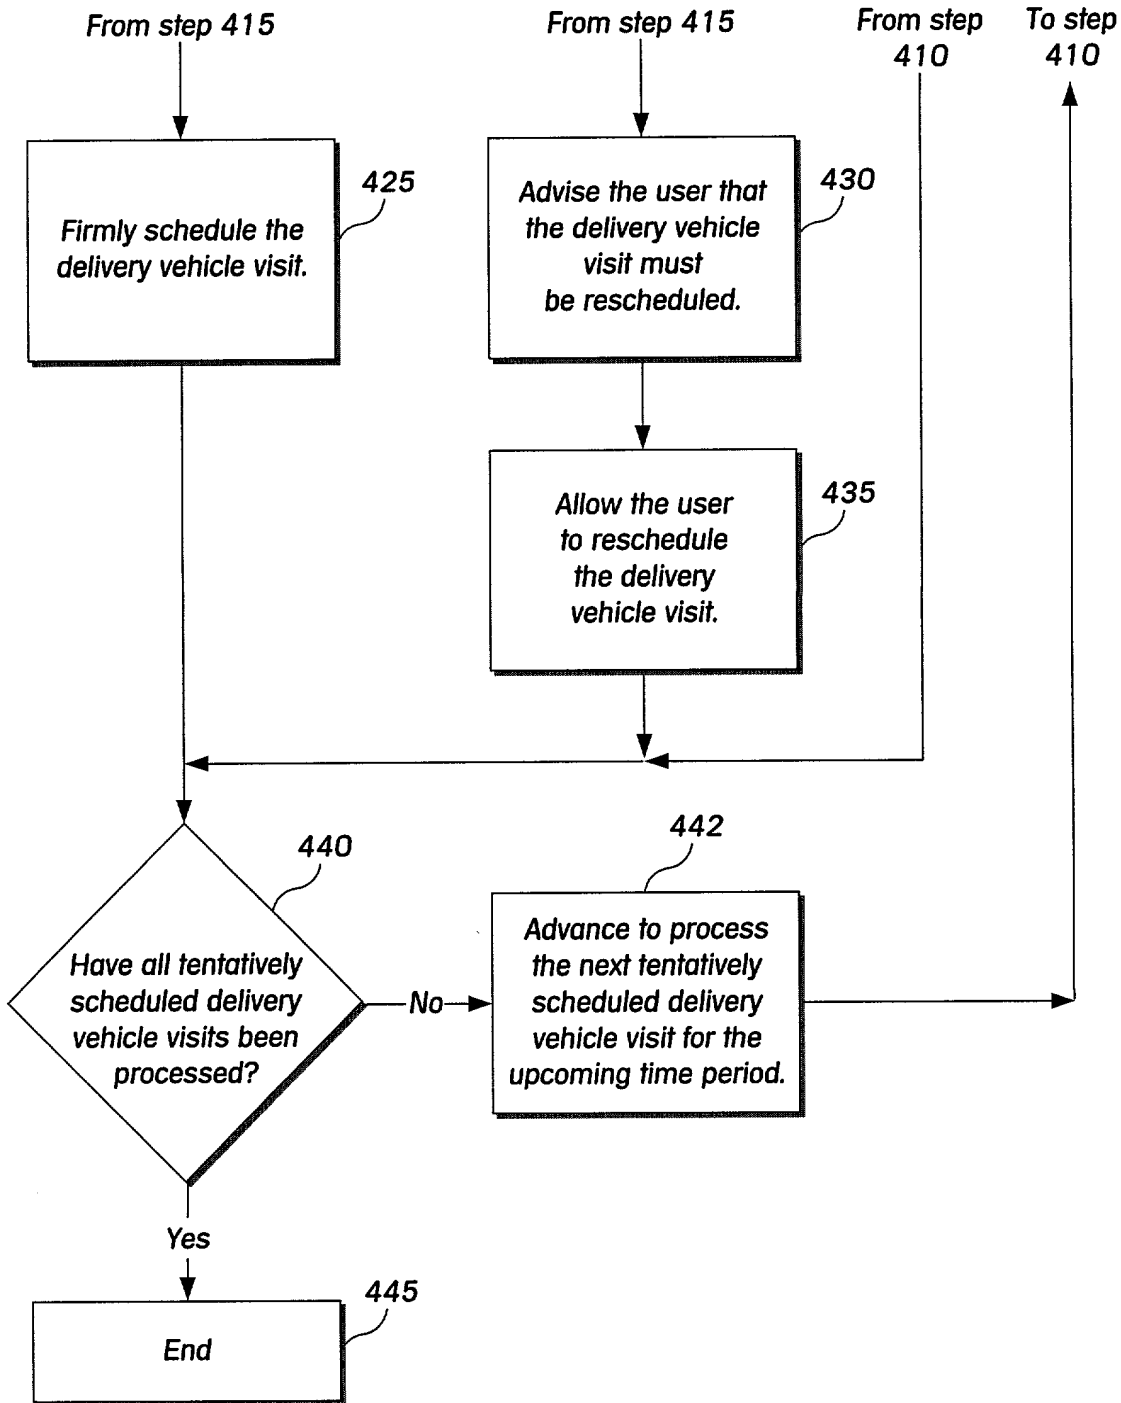 From step 415
From step 415
From step
410
To step
410
425
Firmly schedule the
delivery vehicle visit.
430
Advise the user that
the delivery vehicle
visit must
be rescheduled.
435
Allow the user
to reschedule
the delivery
vehicle visit.
440
Have all tentatively
scheduled delivery
vehicle visits been
processed?
No
442
Advance to process
the next tentatively
scheduled delivery
vehicle visit for the
upcoming time period.
Yes
445
End